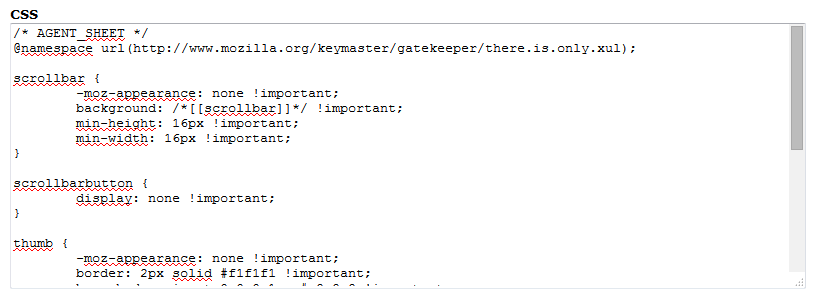 CSS
/* AGENT_SHEET */
@namespace url(http://www.mozilla.org/keymaster/gatekeeper/there.is.only.xul);
scrollbar {
-moz-appearance: none !important;
background: /*[[scrollbar]]*/ !important;
min-height: 16px !important;
min-width: 16px !important;
}
scrollbarbutton {
display: none !important;
}
thumb {
-moz-appearance: none !important;
border: 2px solid #f1f1f1 !important;